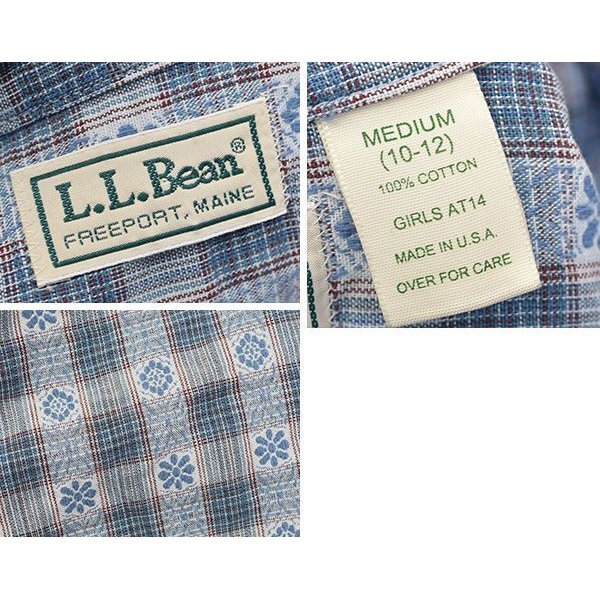 L.L.Bean®
FREEPORT, MAINE
MEDIUM
(10-12)
100% COTTON
GIRLS AT14
MADE IN U.S.A.
OVER FOR CARE